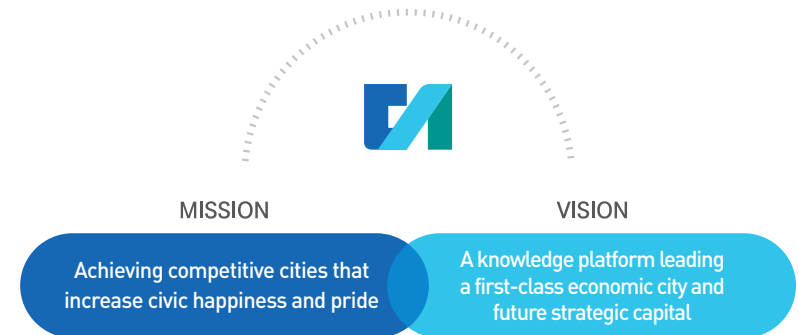 MISSION
Achieving competitive cities that
increase civic happiness and pride
VISION
A knowledge platform leading
a first-class economic city and
future strategic capital